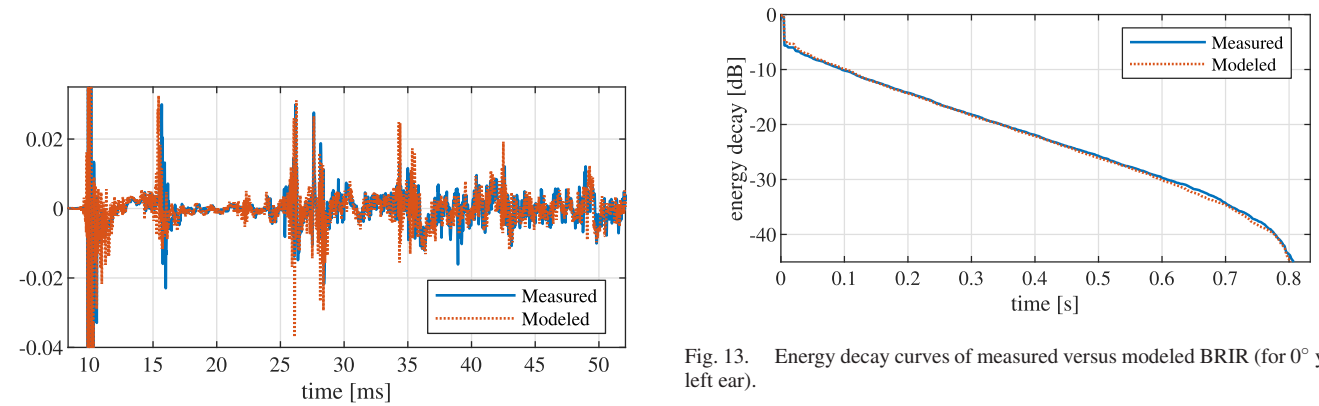 0.02
0
-0.02
-0.04
Measured
Modeled
10 15 20 25 30 35 40 45 50
time [ms]
0
-10
-20
-30
-40
energy decay [dB]
Measured
Modeled
0 0.1 0.2 0.3 0.4 0.5 0.6 0.7 0.8
time [s]
Fig. 13. Energy decay curves of measured versus modeled BRIR (for 0°
left ear).